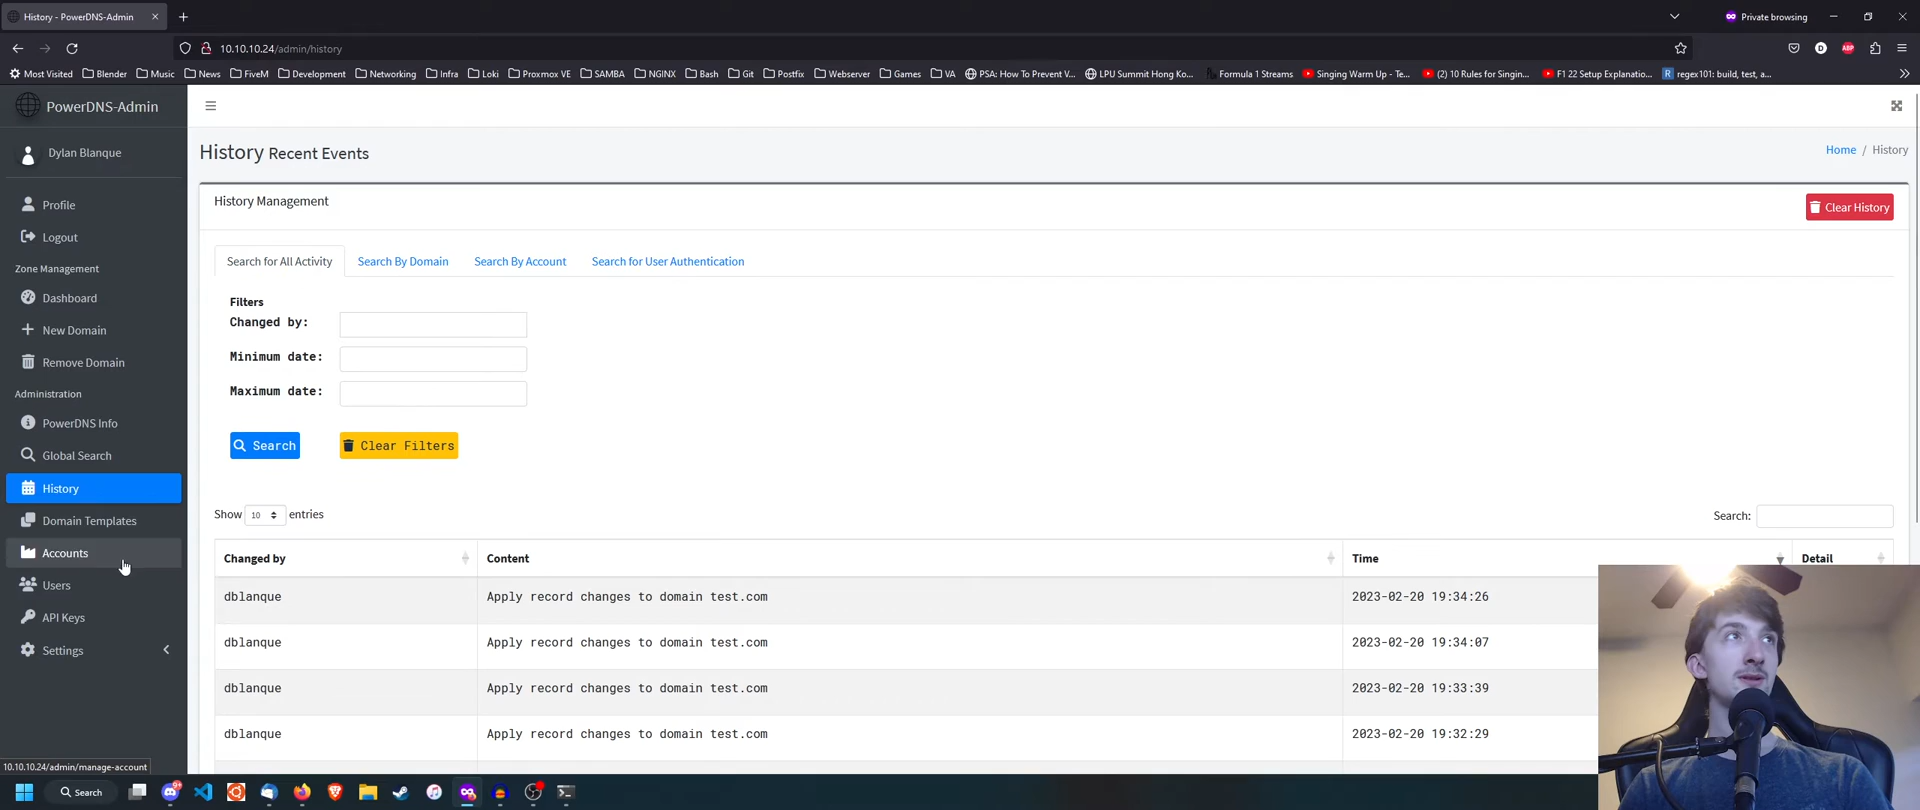 History - PowerDNS-Admin
Private browsing
10.10.10.24/admin/history
Most Visited Blender Music News FiveM Development Networking Infra Loki Proxmox VE SAMBA NGINX Bash Git Postfix Webserver Games VA PSA: How To Prevent V... LPU Summit Hong Ko... Formula 1 Streams Singing Warm Up - Te... (2) 10 Rules for Singin... F1 22 Setup Explanatio... regex101: build, test, a...
PowerDNS-Admin
Dylan Blanque
Profile
Logout
Zone Management
Dashboard
New Domain
Remove Domain
Administration
PowerDNS Info
Global Search
History
Domain Templates
Accounts
Users
API Keys
Settings
History Recent Events
Home / History
History Management
Clear History
Search for All Activity Search By Domain Search By Account Search for User Authentication
Filters
Changed by:
Minimum date:
Maximum date:
Search Clear Filters
Show 10 entries
Search:
Changed by Content Time Detail
dblanque Apply record changes to domain test.com 2023-02-20 19:34:26
dblanque Apply record changes to domain test.com 2023-02-20 19:34:07
dblanque Apply record changes to domain test.com 2023-02-20 19:33:39
dblanque Apply record changes to domain test.com 2023-02-20 19:32:29
10.10.10.24/admin/manage-account
Search